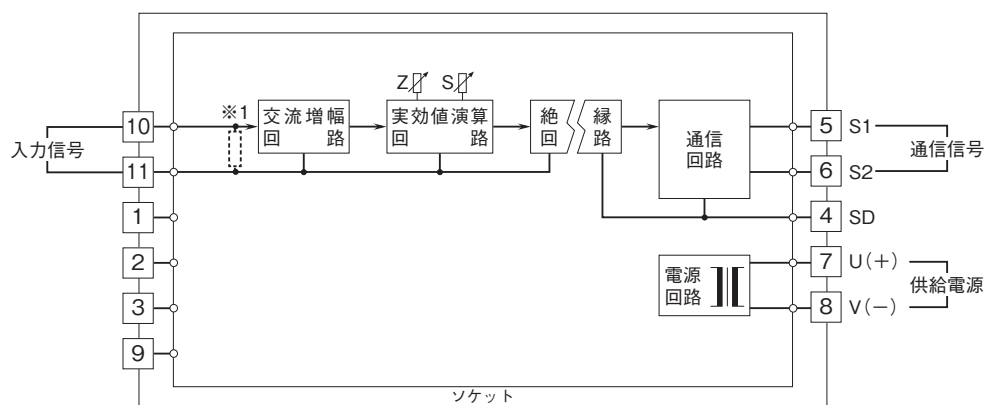 Z S
※1
交流増幅
回路
実効値演算
回路
絶縁
回路
通信
回路
10
入力信号
11
1
2
3
9
5 S1
通信信号
6 S2
4 SD
電源
回路
7 U(+)
供給電源
8 V(−)
ソケット